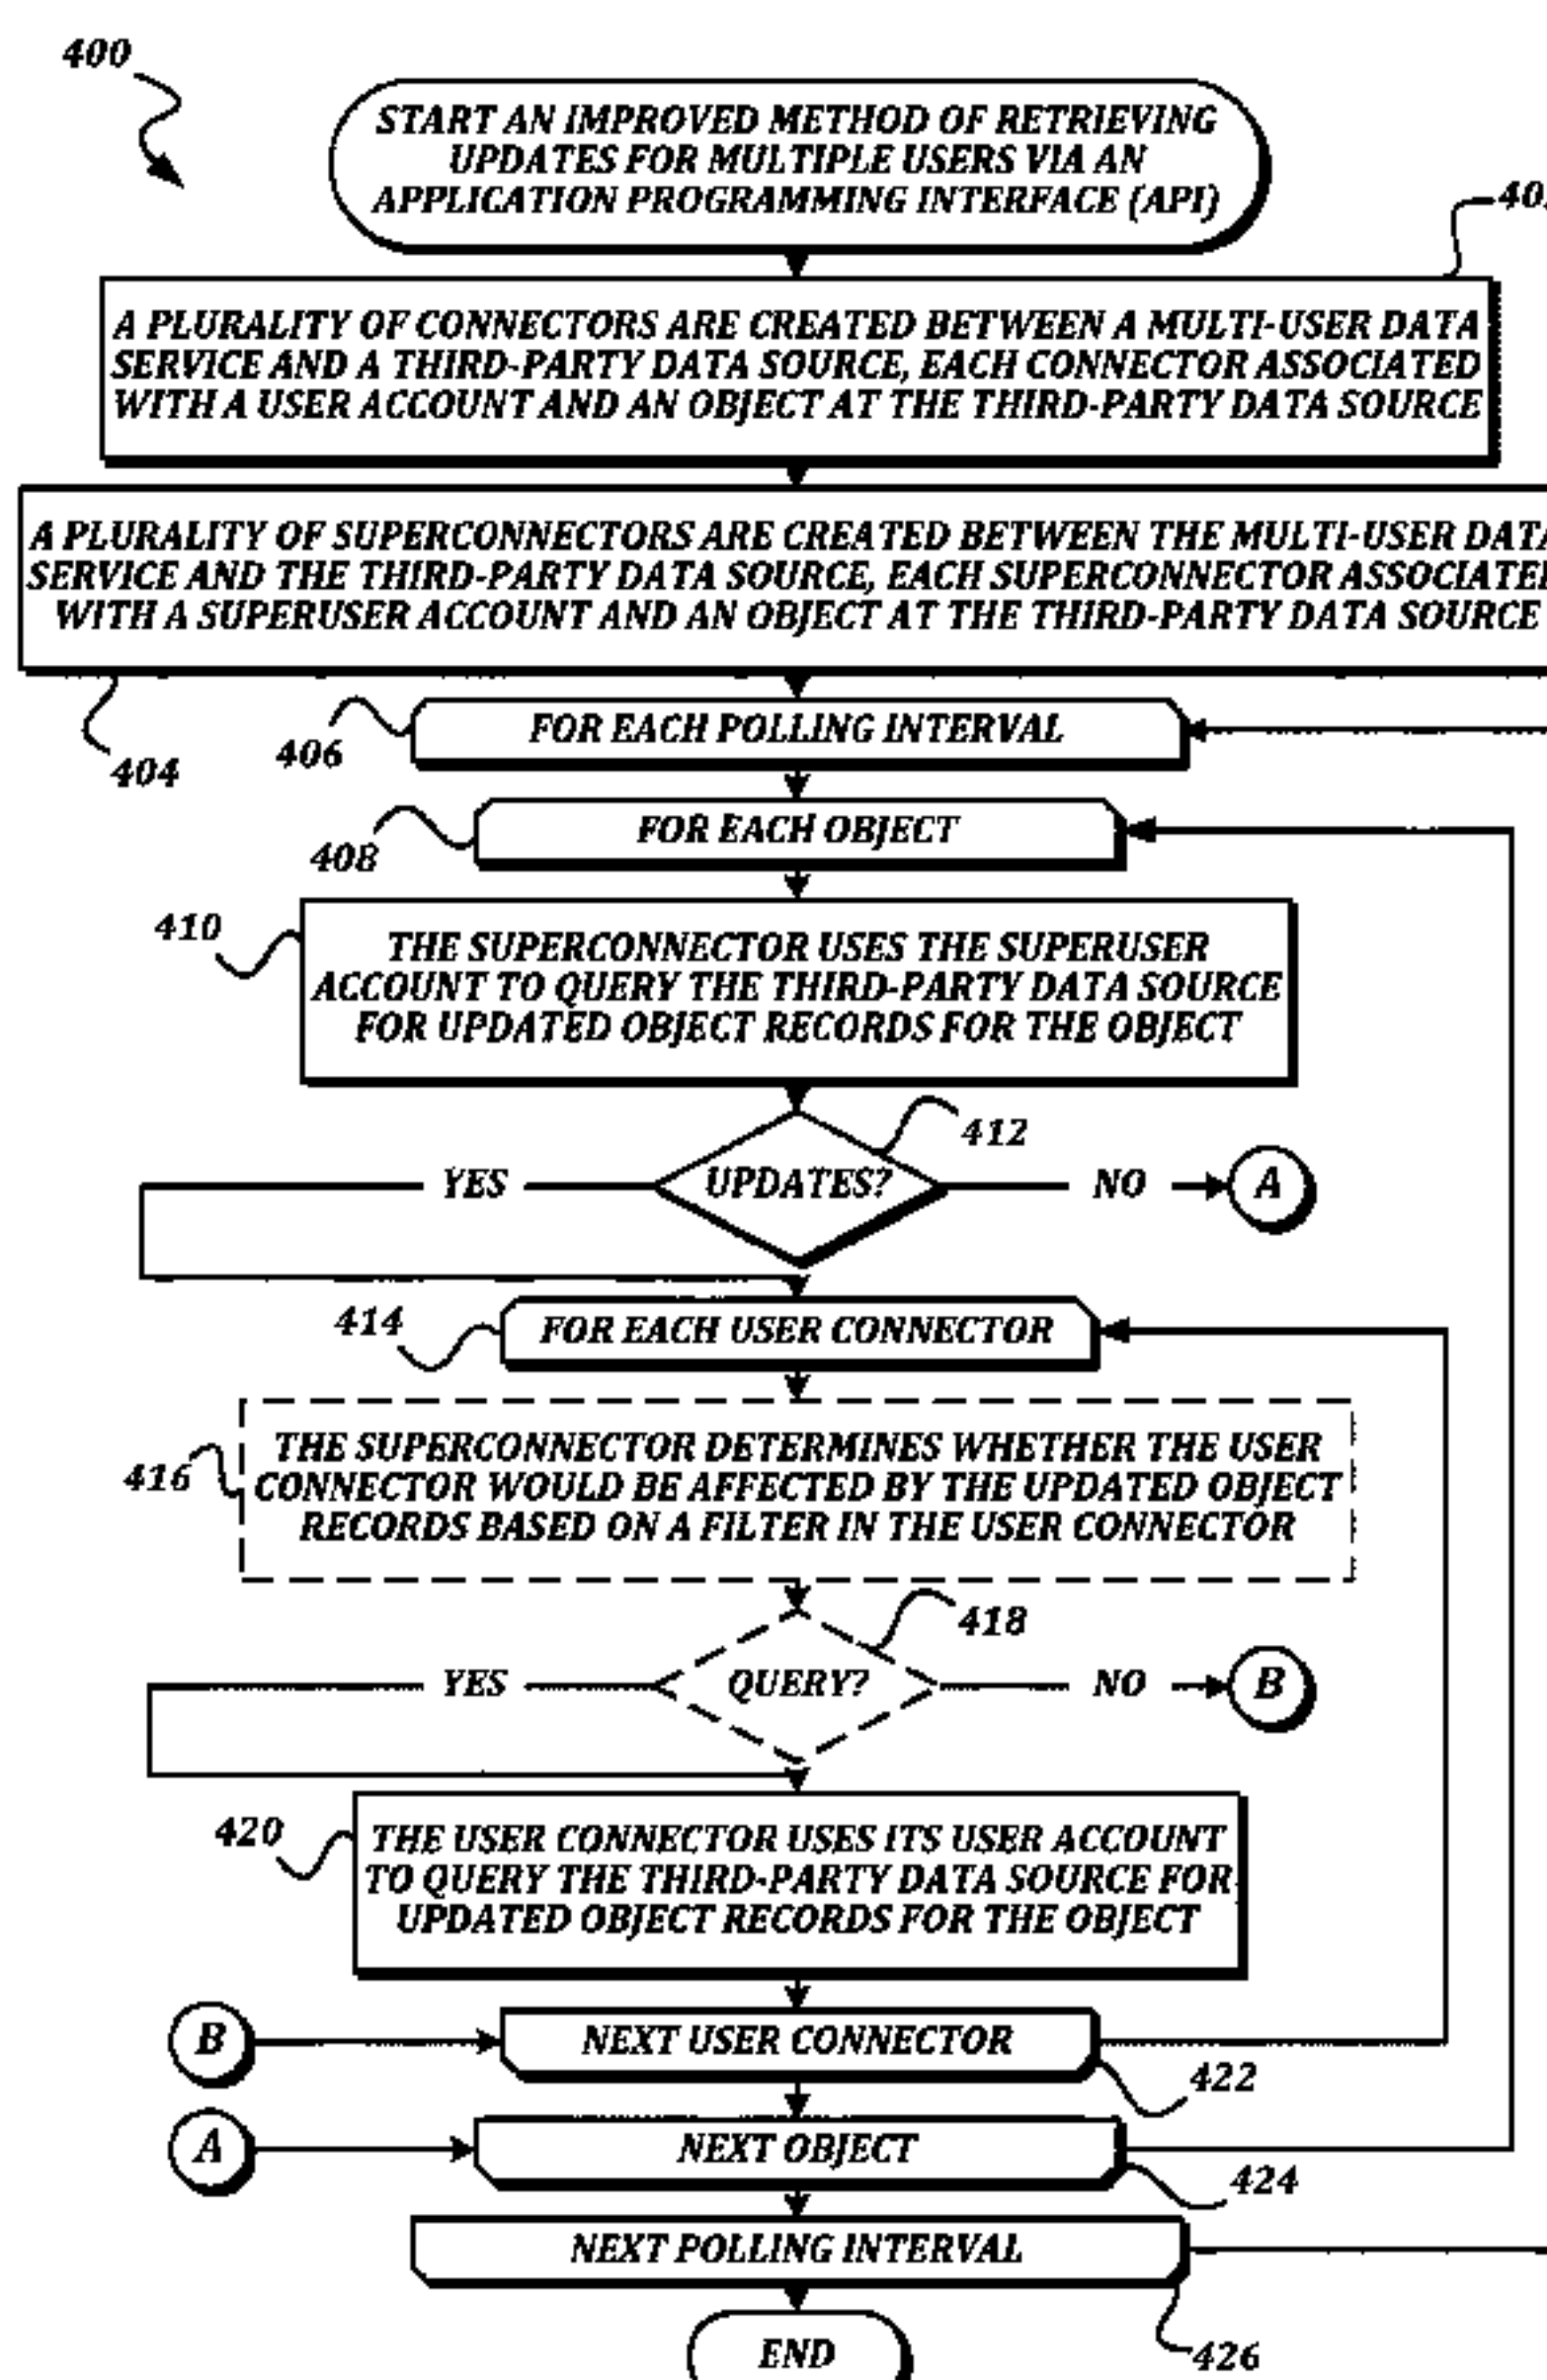 400
START AN IMPROVED METHOD OF RETRIEVING
UPDATES FOR MULTIPLE USERS VIA AN
APPLICATION PROGRAMMING INTERFACE (API)
A PLURALITY OF CONNECTORS ARE CREATED BETWEEN A MULTI-USER DATA
SERVICE AND A THIRD-PARTY DATA SOURCE, EACH CONNECTOR ASSOCIATED
WITH A USER ACCOUNT AND AN OBJECT AT THE THIRD-PARTY DATA SOURCE
A PLURALITY OF SUPERCONNECTORS ARE CREATED BETWEEN THE MULTI-USER DATA
SERVICE AND THE THIRD-PARTY DATA SOURCE, EACH SUPERCONNECTOR ASSOCIATED
WITH A SUPERUSER ACCOUNT AND AN OBJECT AT THE THIRD-PARTY DATA SOURCE
404
406
FOR EACH POLLING INTERVAL
408
FOR EACH OBJECT
410
THE SUPERCONNECTOR USES THE SUPERUSER
ACCOUNT TO QUERY THE THIRD-PARTY DATA SOURCE
FOR UPDATED OBJECT RECORDS FOR THE OBJECT
412
YES
UPDATES?
NO
A
414
FOR EACH USER CONNECTOR
416
THE SUPERCONNECTOR DETERMINES WHETHER THE USER
CONNECTOR WOULD BE AFFECTED BY THE UPDATED OBJECT
RECORDS BASED ON A FILTER IN THE USER CONNECTOR
418
YES
QUERY?
NO
B
420
THE USER CONNECTOR USES ITS USER ACCOUNT
TO QUERY THE THIRD-PARTY DATA SOURCE FOR
UPDATED OBJECT RECORDS FOR THE OBJECT
B
NEXT USER CONNECTOR
422
A
NEXT OBJECT
424
NEXT POLLING INTERVAL
426
END